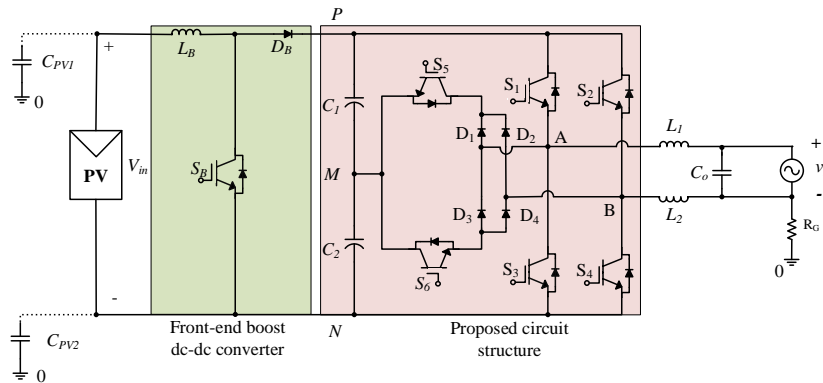 P
+
L_B
D_B
C_PV1
0
S_5
S_1
S_2
C_1
D_1
D_2
A
L_1
+
PV
V_in
S_B
M
C_o
v
B
-
D_3
D_4
L_2
C_2
R_G
S_3
S_4
0
S_6
-
N
C_PV2
0
Front-end boost
dc-dc converter
Proposed circuit
structure